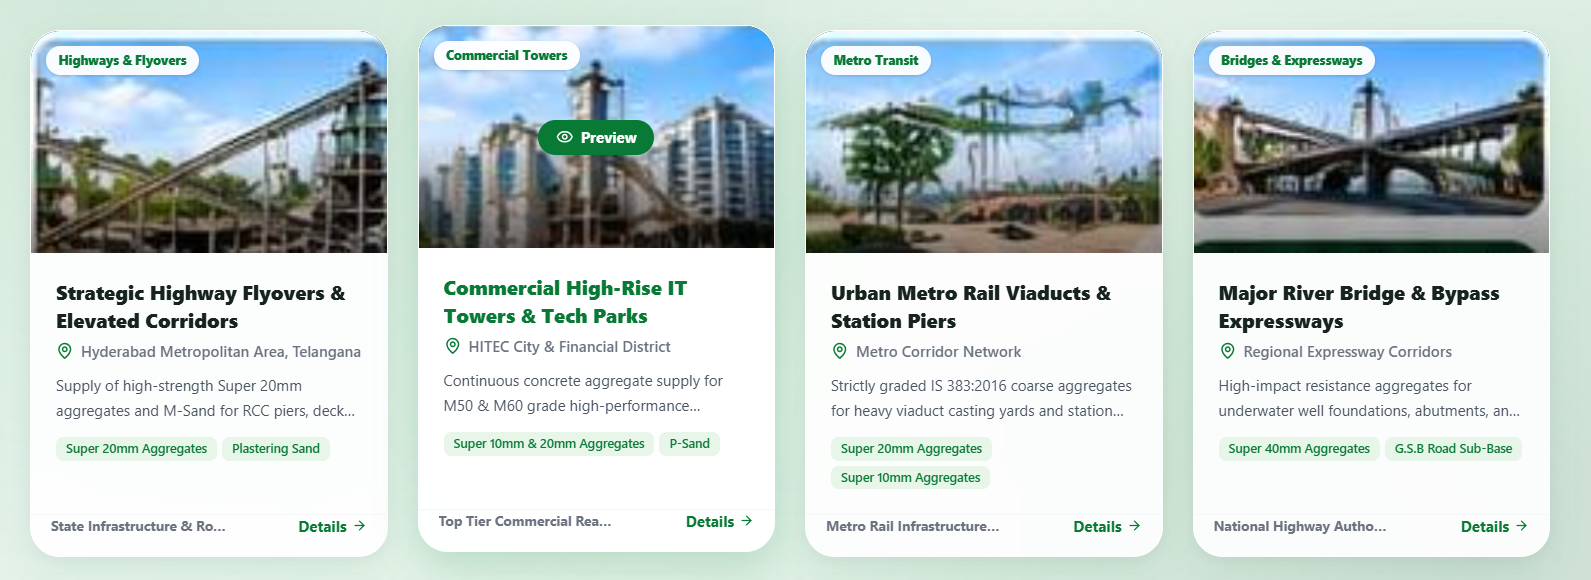 Highways & Flyovers
Strategic Highway Flyovers &
Elevated Corridors
Hyderabad Metropolitan Area, Telangana
Supply of high-strength Super 20mm
aggregates and M-Sand for RCC piers, deck...
Super 20mm Aggregates
Plastering Sand
State Infrastructure & Ro...
Details →
Commercial Towers
Preview
Commercial High-Rise IT
Towers & Tech Parks
HITEC City & Financial District
Continuous concrete aggregate supply for
M50 & M60 grade high-performance...
Super 10mm & 20mm Aggregates
P-Sand
Top Tier Commercial Rea...
Details →
Metro Transit
Urban Metro Rail Viaducts &
Station Piers
Metro Corridor Network
Strictly graded IS 383:2016 coarse aggregates
for heavy viaduct casting yards and station...
Super 20mm Aggregates
Super 10mm Aggregates
Metro Rail Infrastructure...
Details →
Bridges & Expressways
Major River Bridge & Bypass
Expressways
Regional Expressway Corridors
High-impact resistance aggregates for
underwater well foundations, abutments, an...
Super 40mm Aggregates
G.S.B Road Sub-Base
National Highway Autho...
Details →